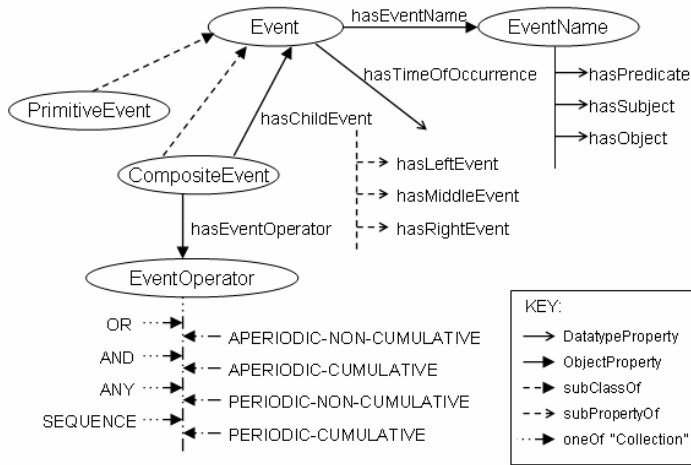 Event
hasEventName
EventName
hasTimeOfOccurrence
hasPredicate
PrimitiveEvent
hasSubject
hasChildEvent
hasObject
CompositeEvent
hasLeftEvent
hasMiddleEvent
hasEventOperator
hasRightEvent
EventOperator
OR
APERIODIC-NON-CUMULATIVE
AND
APERIODIC-CUMULATIVE
ANY
PERIODIC-NON-CUMULATIVE
SEQUENCE
PERIODIC-CUMULATIVE
KEY:
DatatypeProperty
ObjectProperty
subClassOf
subPropertyOf
oneOf "Collection"